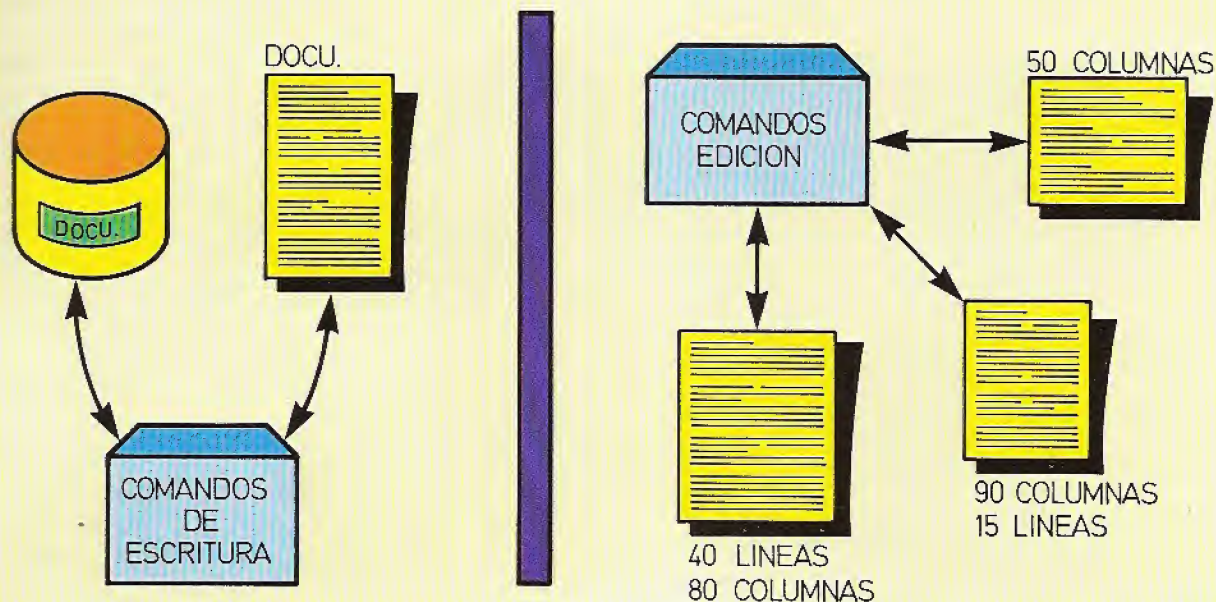 DOCU.
DOCU.
COMANDOS
DE
ESCRITURA
COMANDOS
EDICION
50 COLUMNAS
90 COLUMNAS
15 LINEAS
40 LINEAS
80 COLUMNAS